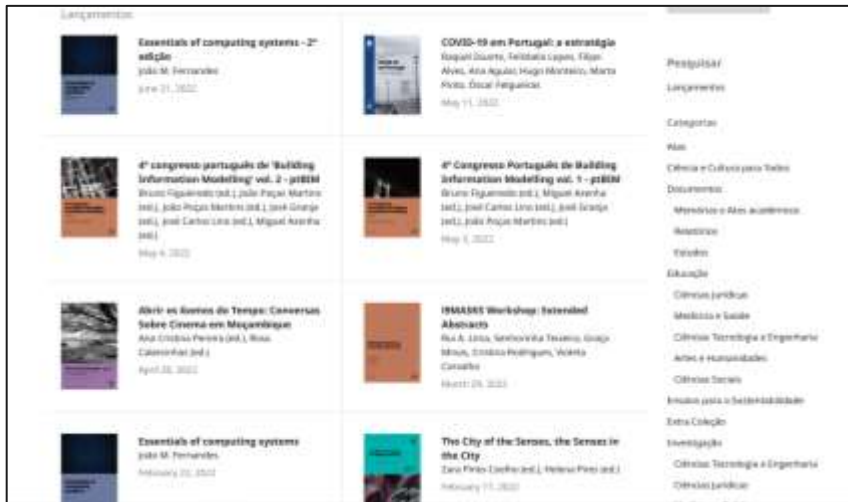 Lançamentos
Essentials of computing systems - 2ª
edição
João M. Fernandes
June 21, 2022
COVID-19 em Portugal: a estratégia
Raquel Duarte, Felisbela Lopes, Filipe
Alves, Ana Aguiar, Hugo Monteiro, Marta
Pinto, Óscar Felgueiras
May 11, 2022
4º congresso português de 'Building
Information Modelling' vol. 2 - ptBIM
Bruno Figueiredo (ed.), João Poças Martins
(ed.), João Poças Martins (ed.), José Granja
(ed.), José Carlos Lino (ed.), Miguel Azenha
(ed.)
May 4, 2022
4º Congresso Português de Building
Information Modelling vol. 1 - ptBIM
Bruno Figueiredo (ed.), Miguel Azenha
(ed.), José Carlos Lino (ed.), José Granja
(ed.), João Poças Martins (ed.)
May 3, 2022
Abrir os Gomos do Tempo: Conversas
Sobre Cinema em Moçambique
Ana Cristina Pereira (ed.), Rosa
Cabecinhas (ed.)
April 28, 2022
I9MASKS Workshop: Extended
Abstracts
Rui A. Lima, Senhorinha Teixeira, Graça
Minas, Cristina Rodrigues, Violeta
Carvalho
March 29, 2022
Essentials of computing systems
João M. Fernandes
February 22, 2022
The City of the Senses, the Senses in
the City
Zara Pinto-Coelho (ed.), Helena Pires (ed.)
February 17, 2022
Pesquisar
Lançamentos
Categorias
Atas
Ciência e Cultura para Todos
Documentos
Memórias e Atos académicos
Relatórios
Estudos
Educação
Ciências Jurídicas
Medicina e Saúde
Ciências Tecnologia e Engenharia
Artes e Humanidades
Ciências Sociais
Ensaios para a Sustentabilidade
Extra Coleção
Investigação
Ciências Tecnologia e Engenharia
Ciências Jurídicas